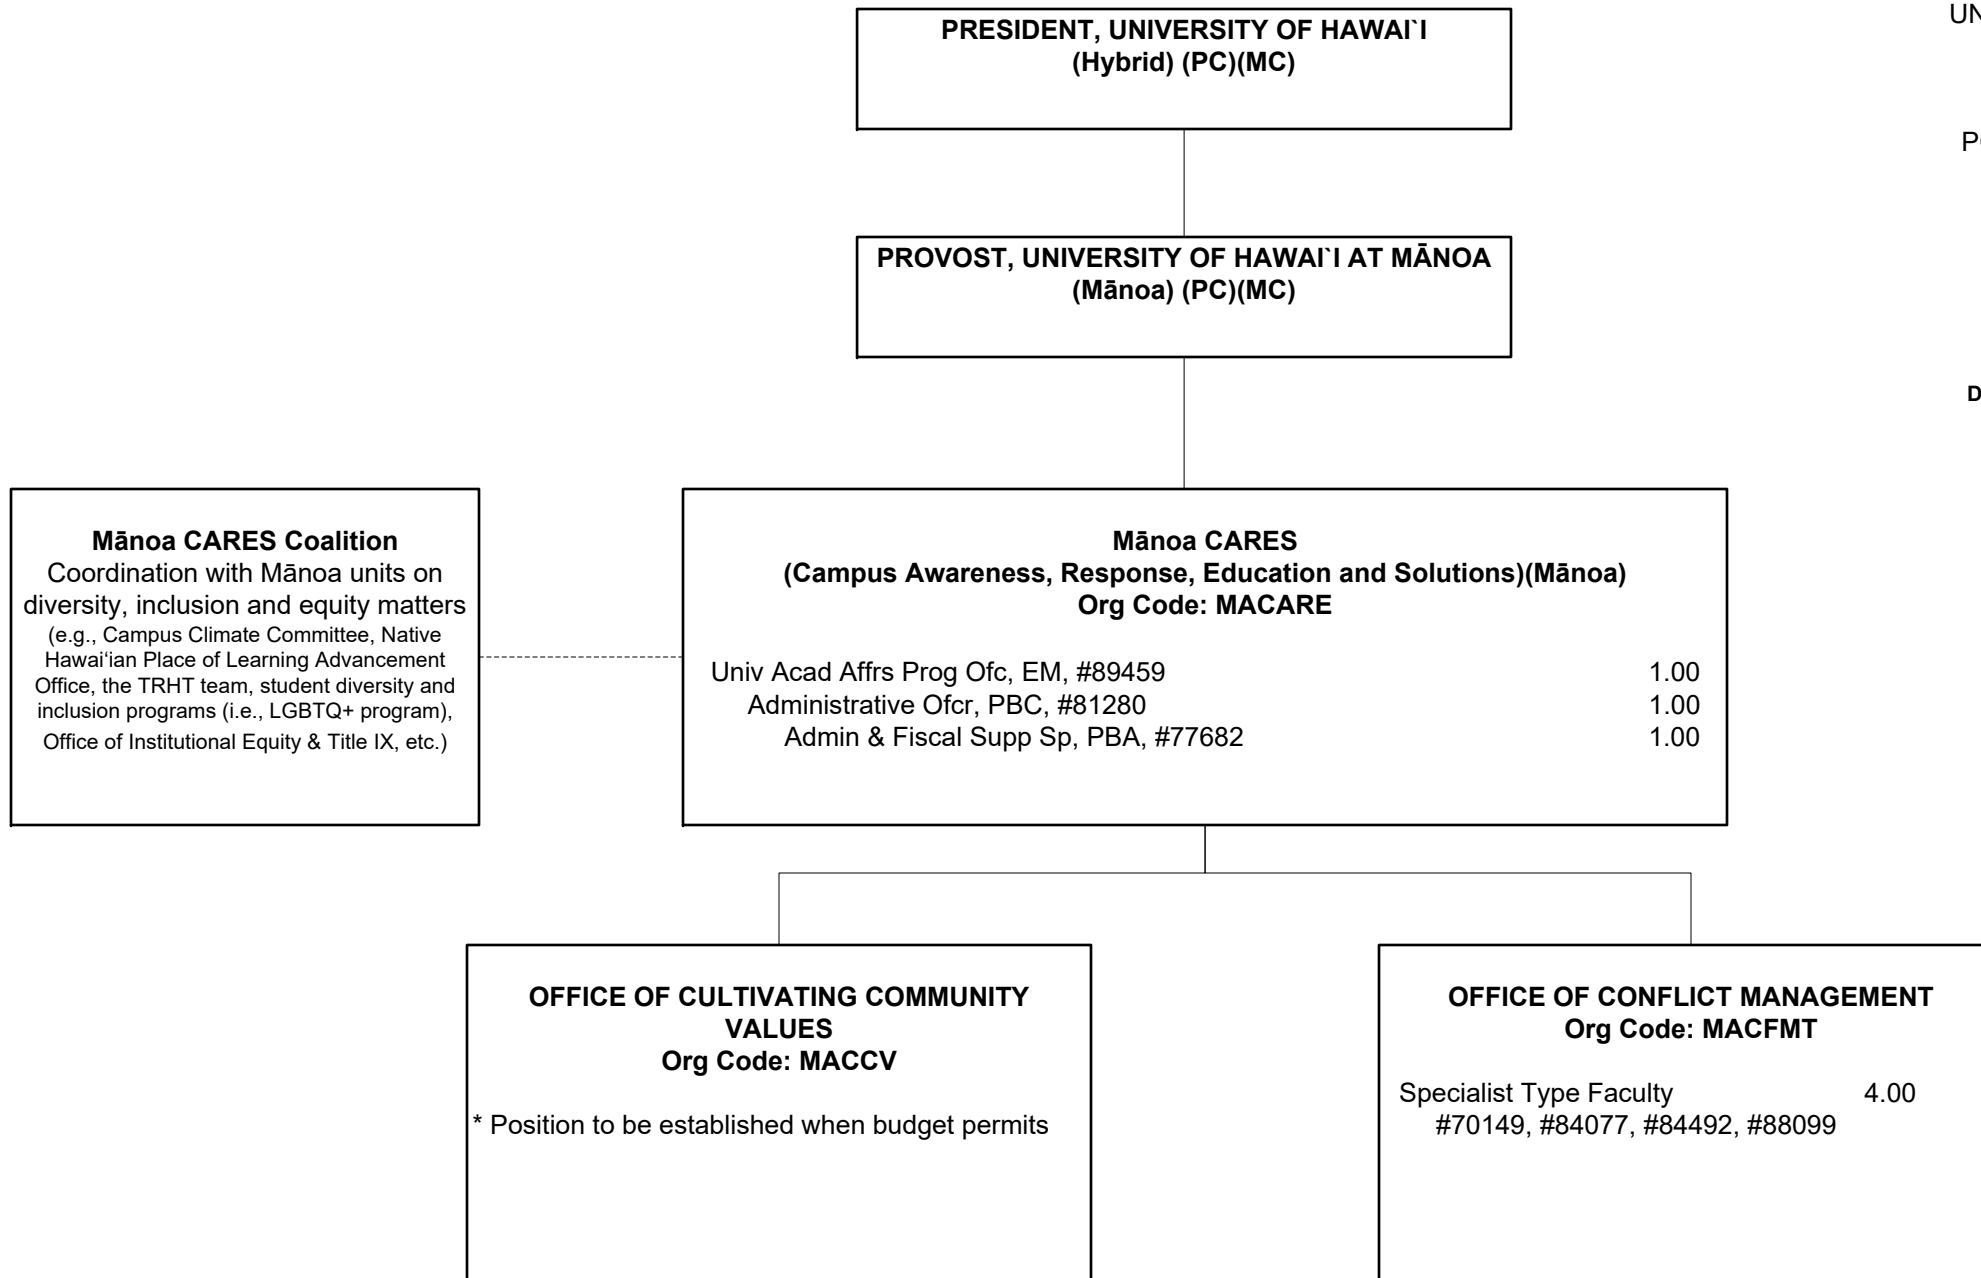 PRESIDENT, UNIVERSITY OF HAWAI`I
(Hybrid) (PC)(MC)
UN
P
PROVOST, UNIVERSITY OF HAWAI`I AT MĀNOA
(Mānoa) (PC)(MC)
D
Mānoa CARES Coalition
Coordination with Mānoa units on
diversity, inclusion and equity matters
(e.g., Campus Climate Committee, Native
Hawai‘ian Place of Learning Advancement
Office, the TRHT team, student diversity and
inclusion programs (i.e., LGBTQ+ program),
Office of Institutional Equity & Title IX, etc.)
Mānoa CARES
(Campus Awareness, Response, Education and Solutions)(Mānoa)
Org Code: MACARE
Univ Acad Affrs Prog Ofc, EM, #89459 1.00
Administrative Ofcr, PBC, #81280 1.00
Admin & Fiscal Supp Sp, PBA, #77682 1.00
OFFICE OF CULTIVATING COMMUNITY
VALUES
Org Code: MACCV
* Position to be established when budget permits
OFFICE OF CONFLICT MANAGEMENT
Org Code: MACFMT
Specialist Type Faculty 4.00
#70149, #84077, #84492, #88099